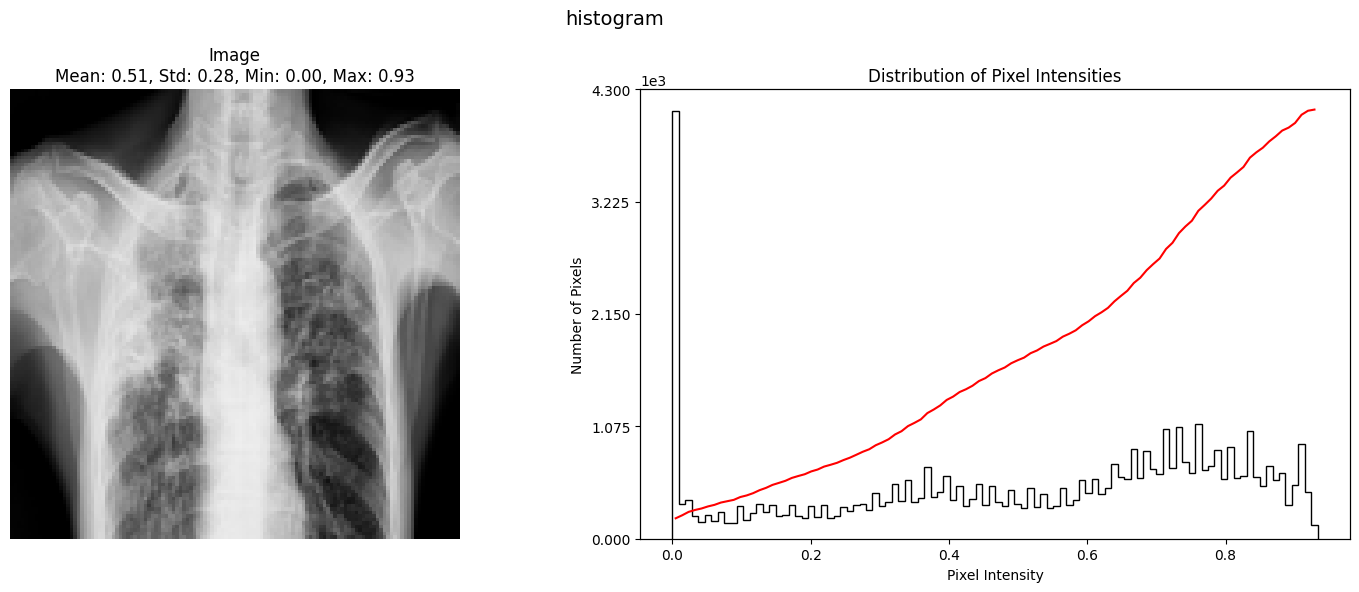 histogram
Image
Mean: 0.51, Std: 0.28, Min: 0.00, Max: 0.93
Distribution of Pixel Intensities
1e3
4.300
3.225
2.150
1.075
0.000
Number of Pixels
0.0 0.2 0.4 0.6 0.8
Pixel Intensity